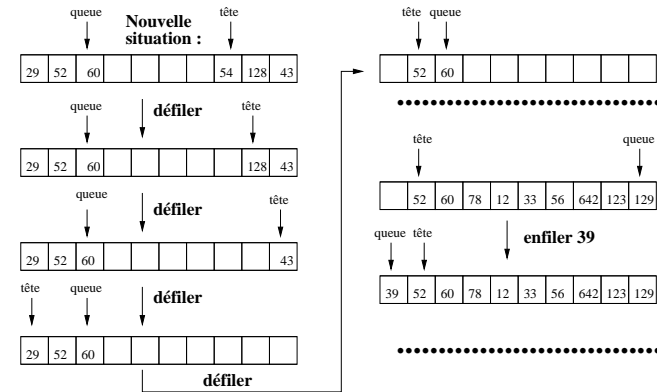 queue Nouvelle situation : tête
29 52 60 54 128 43
défiler
queue tête
29 52 60 128 43
défiler
queue tête
29 52 60 43
défiler
tête queue
29 52 60
défiler
tête queue
52 60
tête queue
52 60 78 12 33 56 642 123 129
enfiler 39
queue tête
39 52 60 78 12 33 56 642 123 129